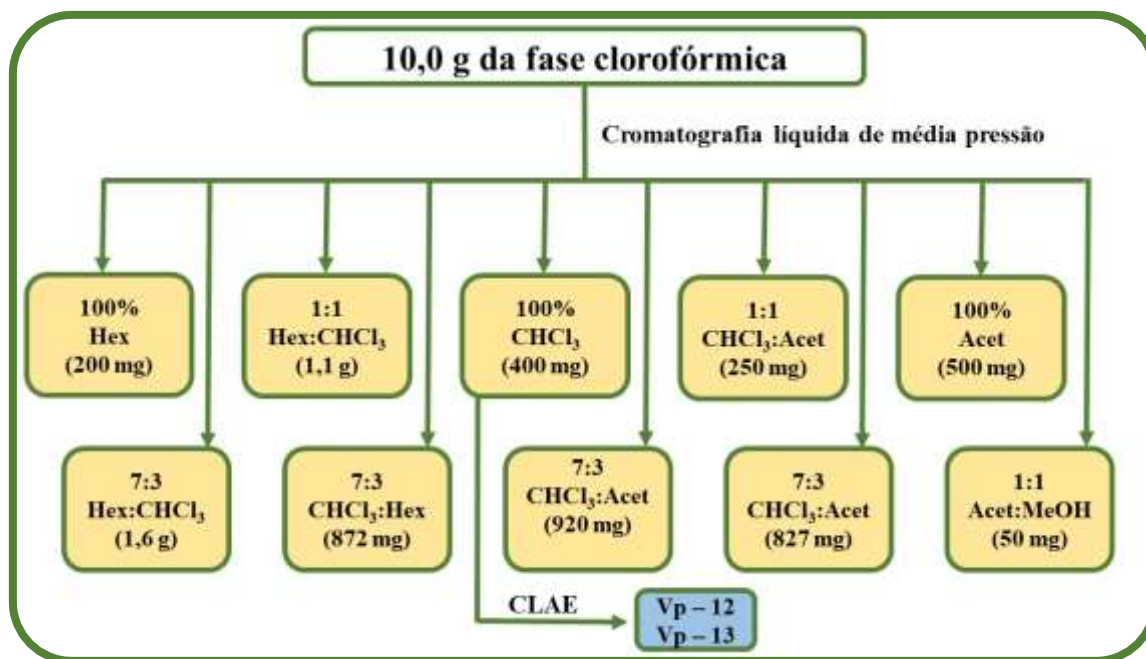 10,0 g da fase clorofórmica
Cromatografia líquida de média pressão
100%
Hex
(200 mg)
1:1
Hex:CHCl₃
(1,1 g)
100%
CHCl₃
(400 mg)
1:1
CHCl₃:Acet
(250 mg)
100%
Acet
(500 mg)
7:3
Hex:CHCl₃
(1,6 g)
7:3
CHCl₃:Hex
(872 mg)
7:3
CHCl₃:Acet
(920 mg)
7:3
CHCl₃:Acet
(827 mg)
1:1
Acet:MeOH
(50 mg)
CLAE
Vp – 12
Vp – 13